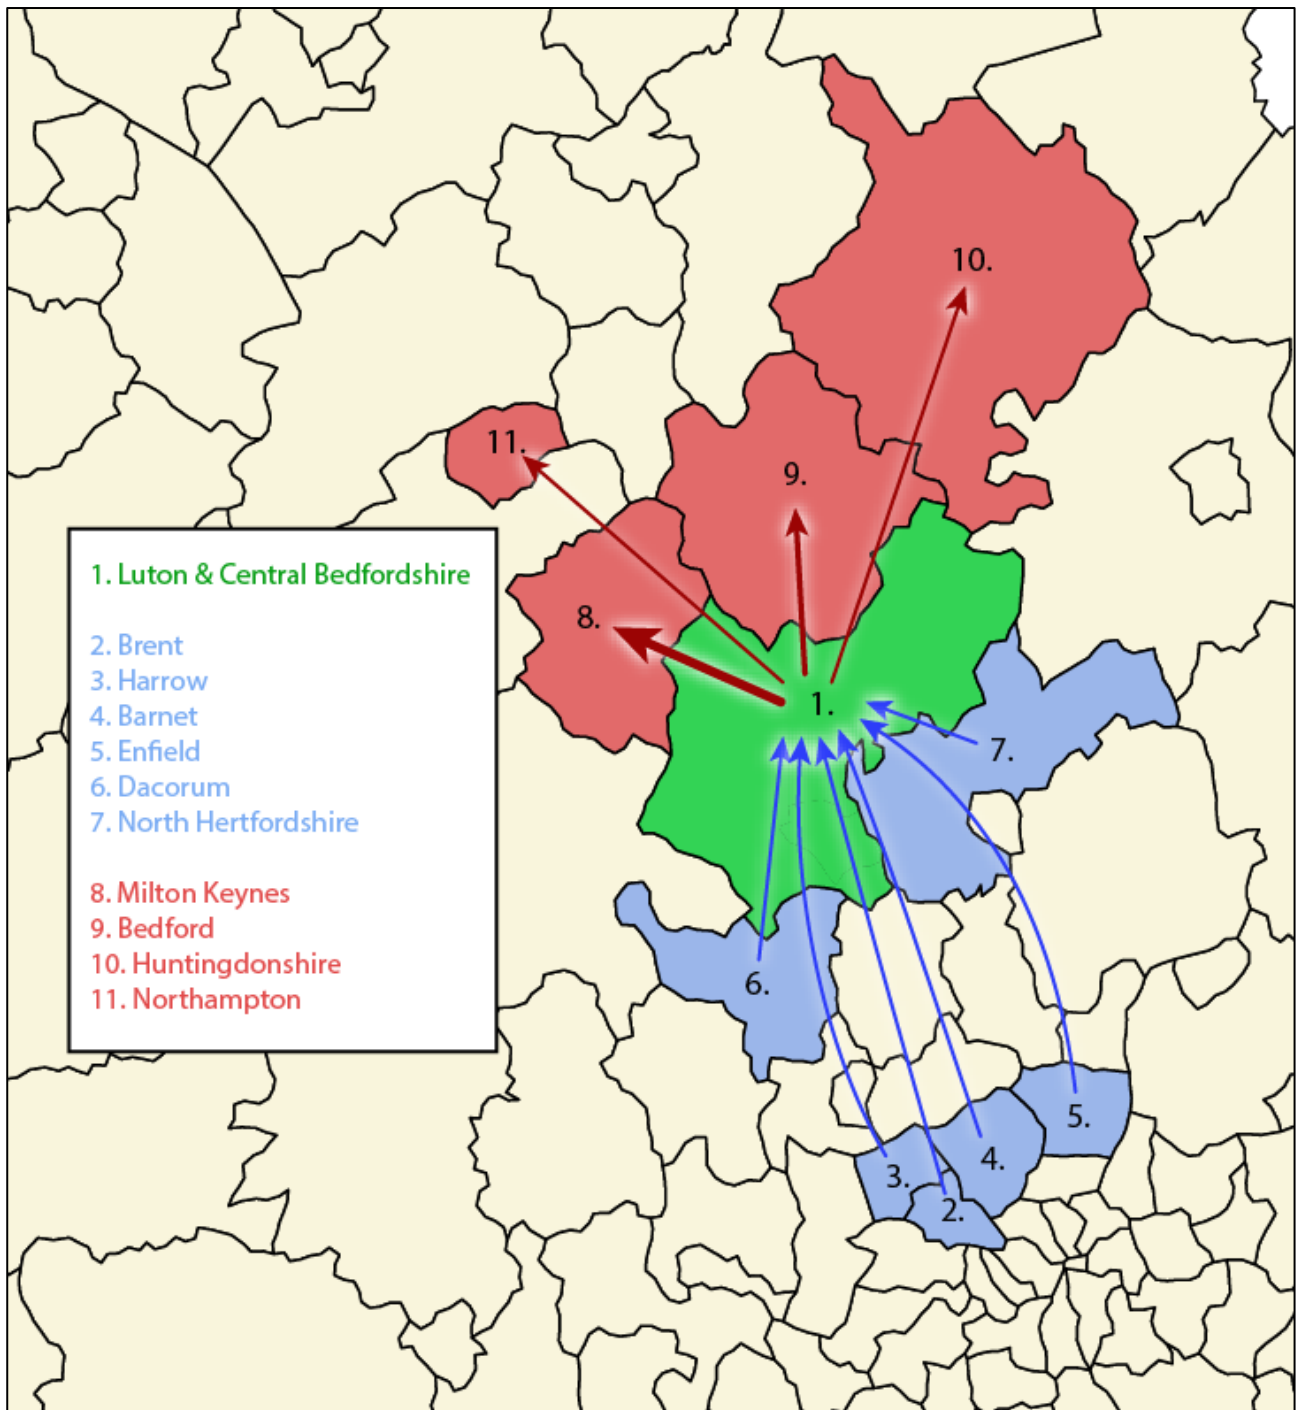 10.
11.
9.
1. Luton & Central Bedfordshire
2. Brent
3. Harrow
4. Barnet
5. Enfield
6. Dacorum
7. North Hertfordshire
8. Milton Keynes
9. Bedford
10. Huntingdonshire
11. Northampton
8.
1.
7.
6.
5.
4.
3.
2.